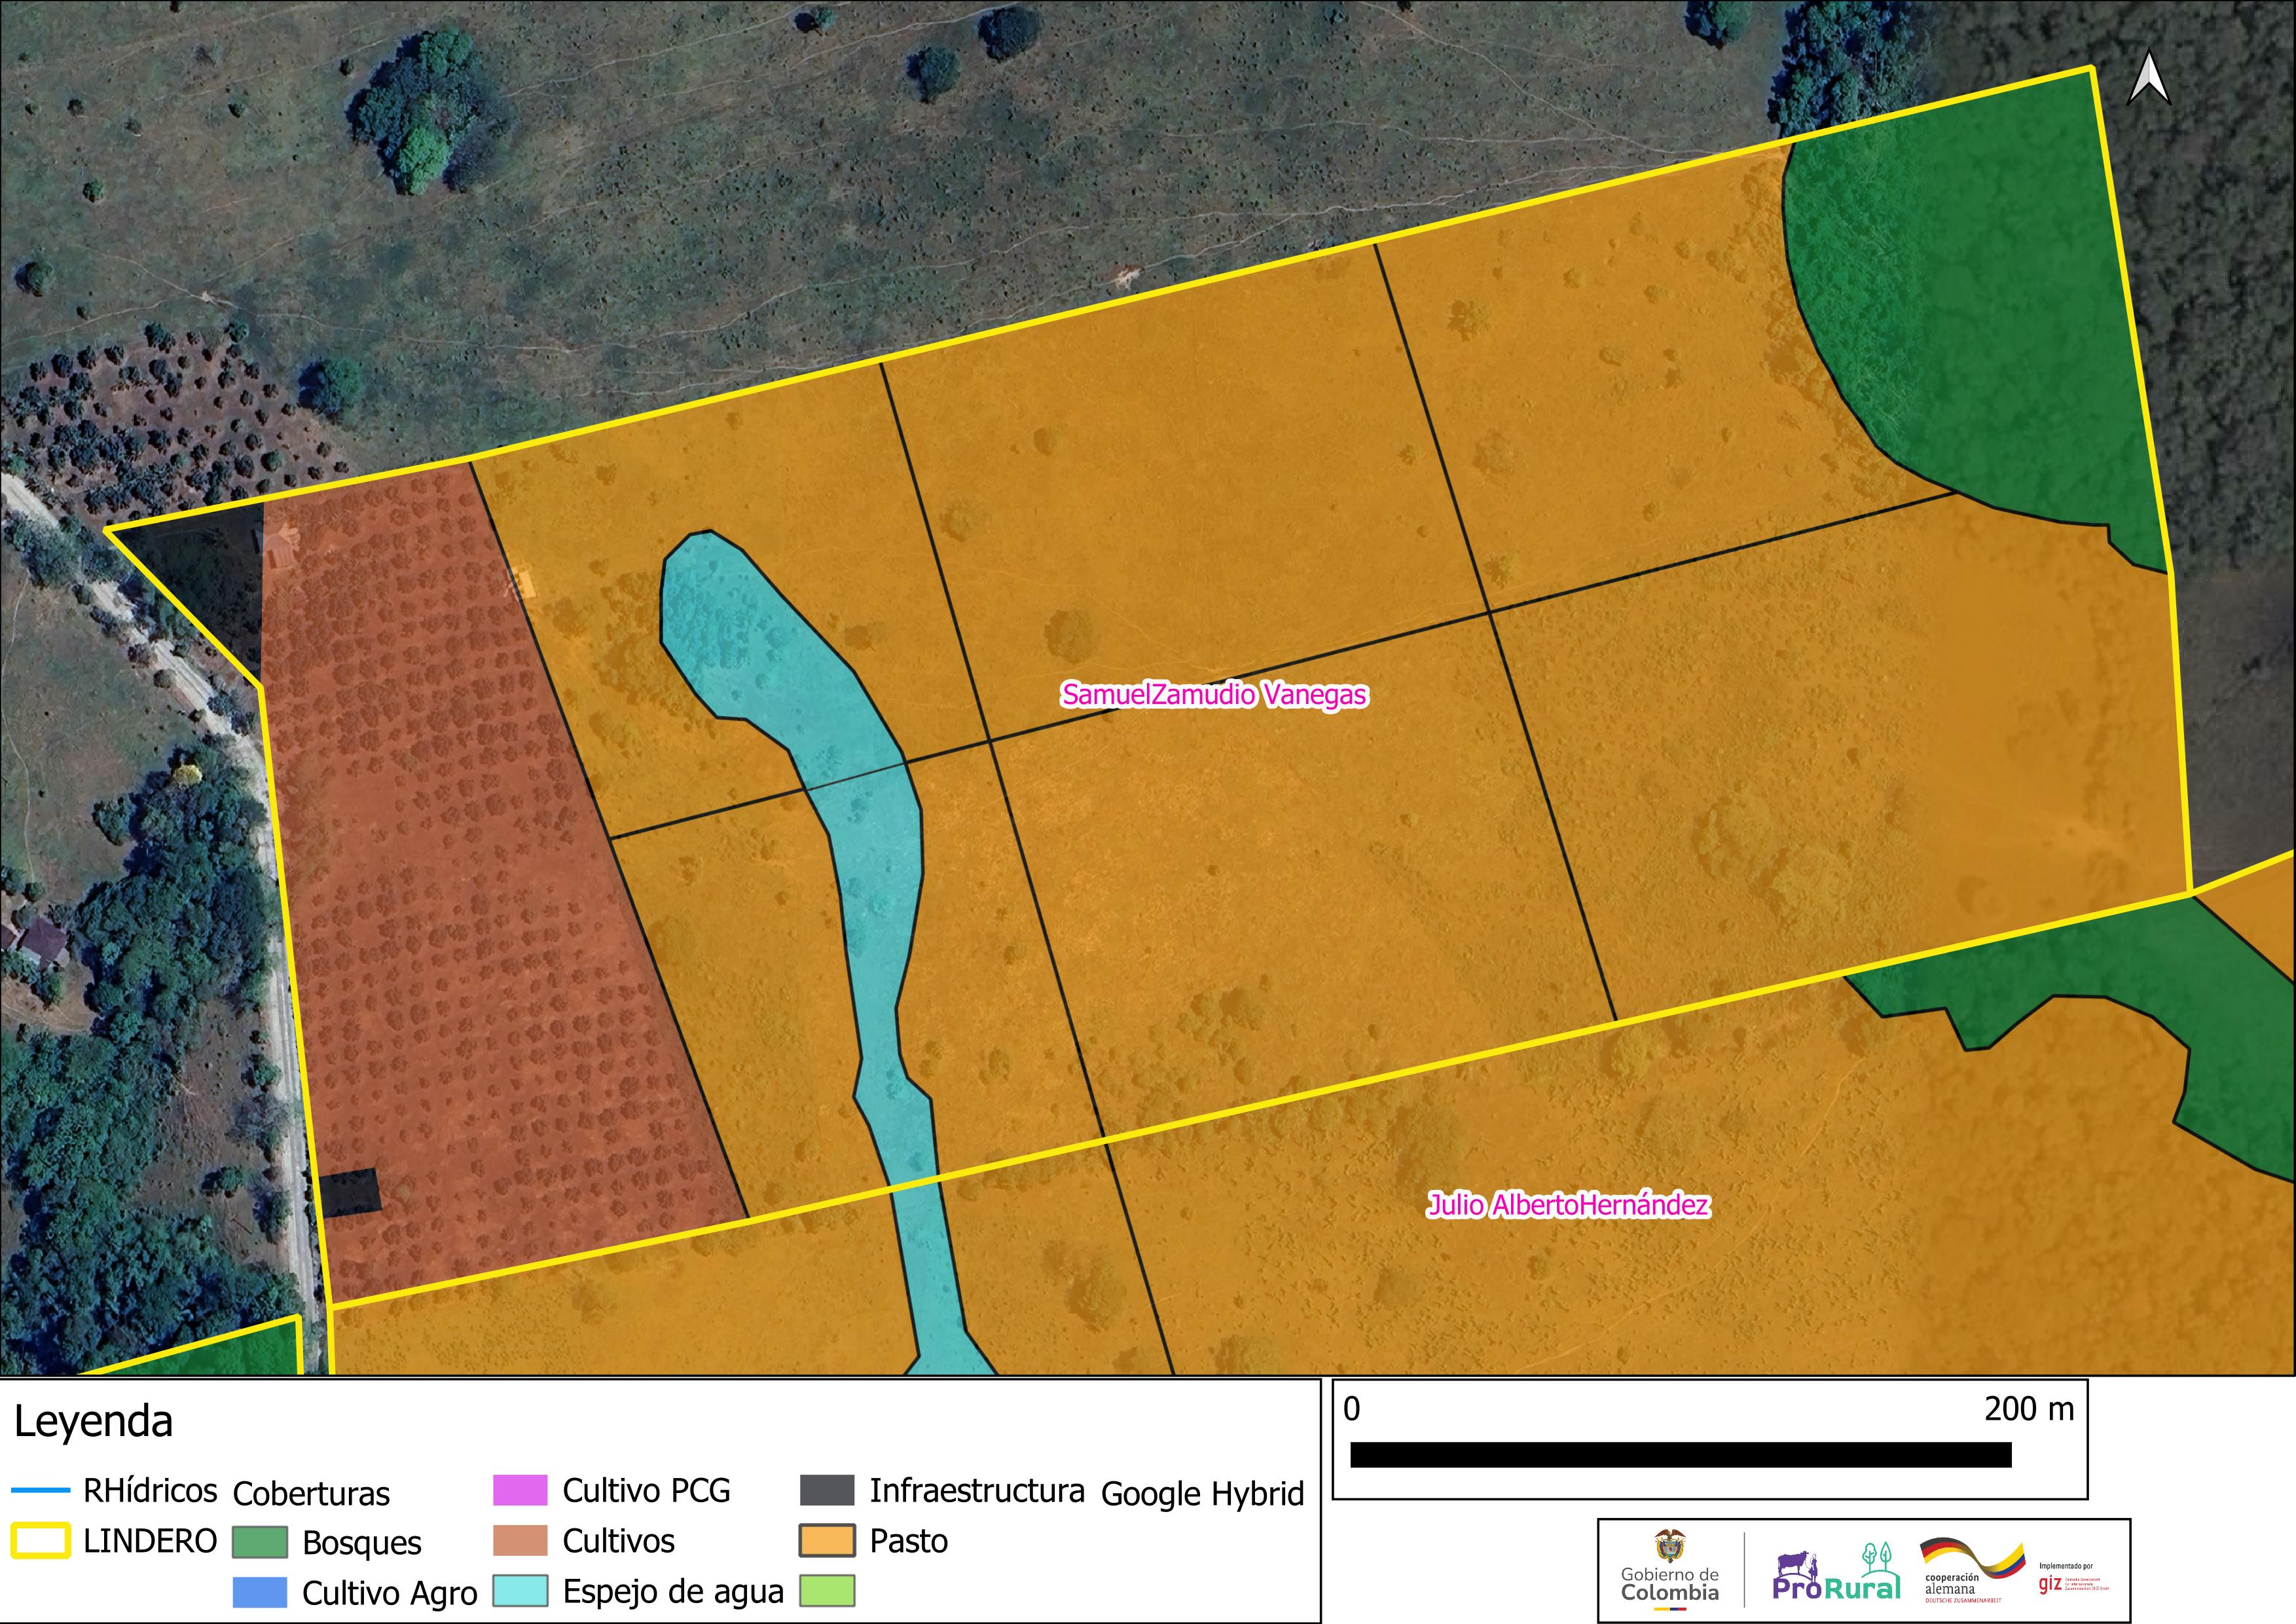 SamuelZamudio Vanegas
Julio AlbertoHernández
Leyenda
RHídricos
LINDERO
Coberturas
Bosques
Cultivo Agro
Cultivo PCG
Cultivos
Espejo de agua
Infraestructura
Pasto
Google Hybrid
0
200 m
Gobierno de
Colombia
ProRural
cooperación
alemana
DEUTSCHE ZUSAMMENARBEIT
Implementado por
giz